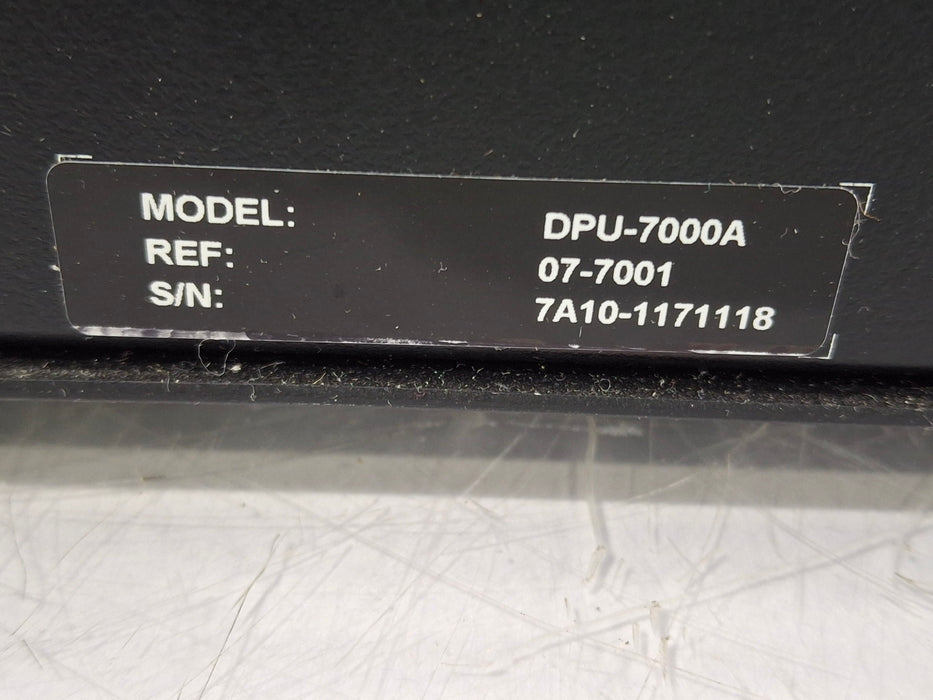 MODEL: DPU-7000A
REF: 07-7001
S/N: 7A10-1171118